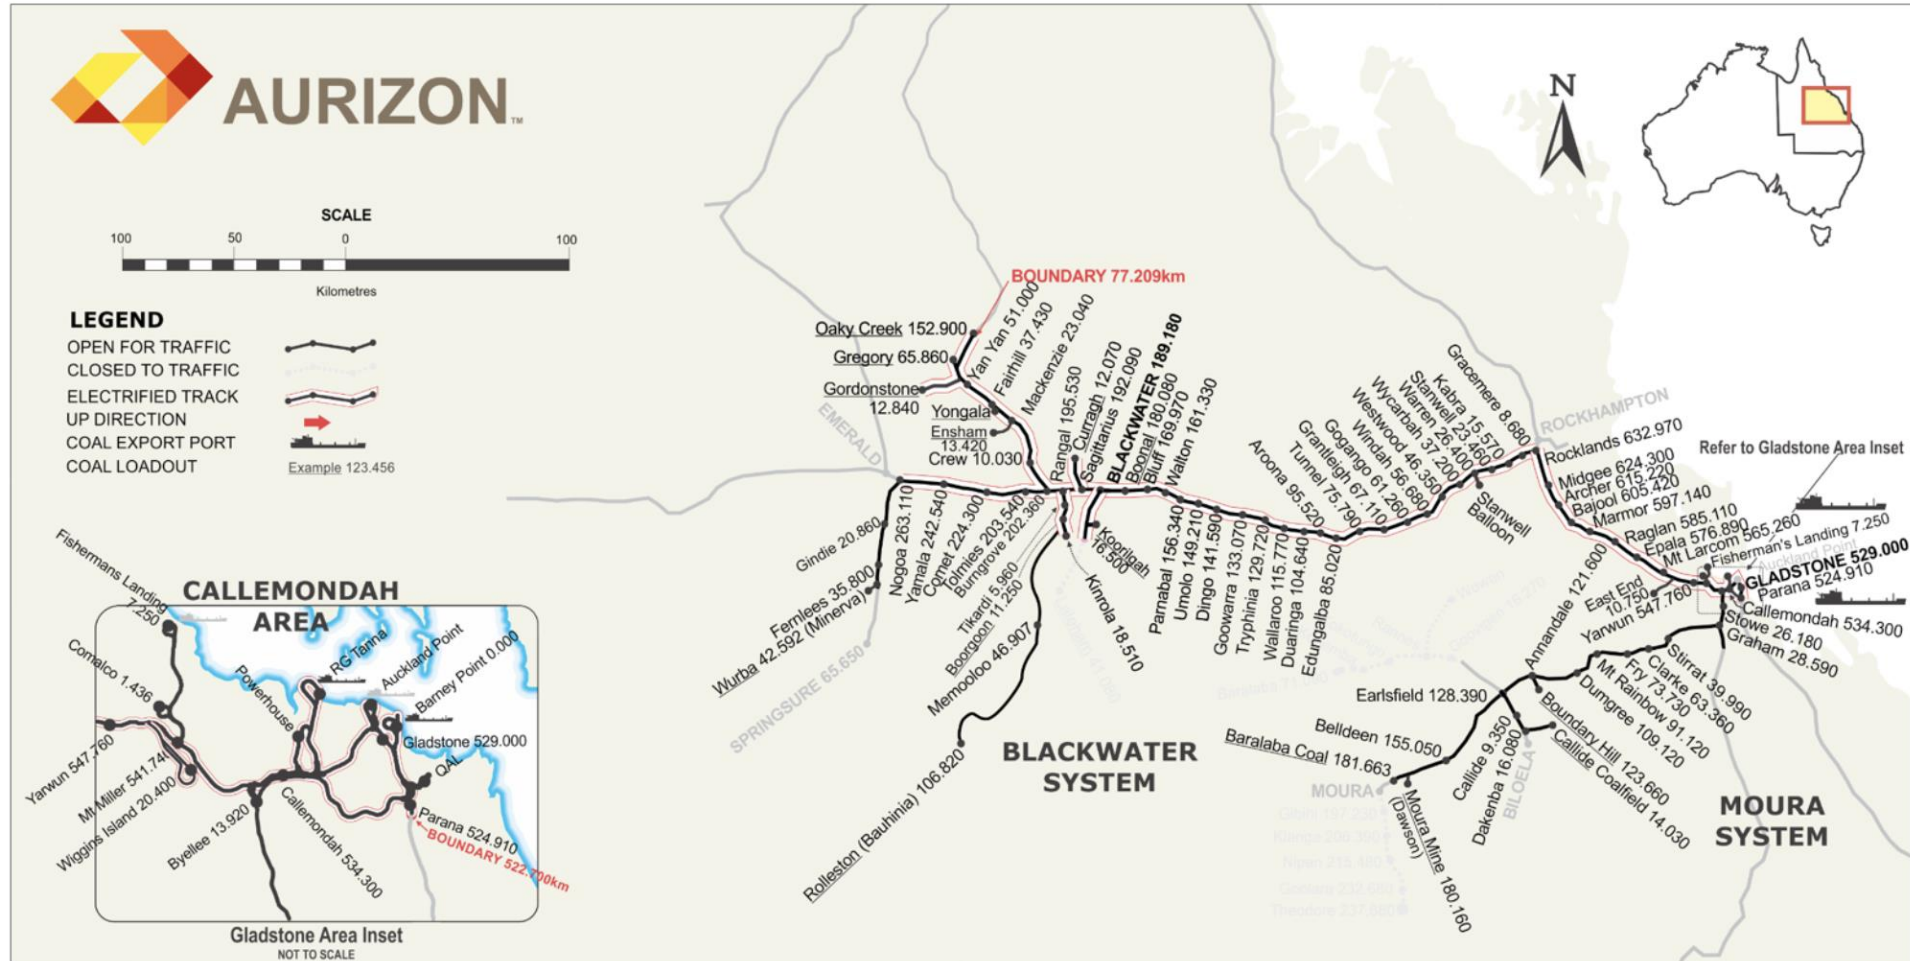 AURIZON™
SCALE
100 50 0 100
Kilometres
LEGEND
OPEN FOR TRAFFIC
CLOSED TO TRAFFIC
ELECTRIFIED TRACK
UP DIRECTION
COAL EXPORT PORT
COAL LOADOUT
Example 123.456
N
BOUNDARY 77.209km
Oaky Creek 152.900
Gregory 65.860
Gordonstone
12.840
Yan Yan 51.000
Fairhill 37.430
Mackenzie 23.040
Yongala
Ensham
13.420
Crew 10.030
EMERALD
Rangal 195.530
Curragh 12.070
Sagittarius 192.090
BLACKWATER 189.180
Boonal 180.080
Bluff 169.970
Walton 161.330
Aroona 95.520
Tunnel 75.790
Grantleigh 67.110
Gogango 61.260
Windah 56.680
Westwood 46.350
Wycarbah 37.200
Warren 26.400
Stanwell 23.460
Kabra 15.570
Gracemere 8.680
ROCKHAMPTON
Rocklands 632.970
Midgee 624.300
Archer 615.220
Bajool 605.420
Marmor 597.140
Raglan 585.110
Epala 576.890
Mt Larcom 565.260
Fisherman's Landing 7.250
Auckland Point
GLADSTONE 529.000
Parana 524.910
Callemondah 534.300
Stowe 26.180
Graham 28.590
Refer to Gladstone Area Inset
Stanwell
Balloon
East End
10.750
Yarwun 547.760
Gindie 20.860
Fernlees 35.800
Wurba 42.592 (Minerva)
SPRINGSURE 65.650
Nogoa 263.110
Yamala 242.540
Comet 224.300
Tolmies 203.540
Burngrove 202.360
Tikardi 5.960
Boorgoon 11.250
Memooloo 46.907
Rolleston (Bauhinia) 106.820
Kinrola 18.510
Koorilgah
16.500
Parnabal 156.340
Umolo 149.210
Dingo 141.590
Goowarra 133.070
Tryphinia 129.720
Wallaroo 115.770
Duaringa 104.640
Edungalba 85.020
BLACKWATER
SYSTEM
Annandale 121.600
Earlsfield 128.390
Belldeen 155.050
Baralaba Coal 181.663
MOURA
Moura Mine 180.160
(Dawson)
Callide 9.350
Dakenba 16.080
BILOELA
Stirrat 39.990
Clarke 63.360
Fry 73.730
Mt Rainbow 91.120
Dumgree 109.120
Boundary Hill 123.660
Callide Coalfield 14.030
MOURA
SYSTEM
Theodore
CALLEMONDAH
AREA
Fishermans Landing
7.250
Comalco 1.436
Yarwun 547.760
Mt Miller 541.740
Wiggins Island 20.400
Byellee 13.920
Callemondah 534.300
Powerhouse
RG Tanna
Auckland Point
Barney Point 0.000
Gladstone 529.000
QAL
Parana 524.910
BOUNDARY 522.700km
Gladstone Area Inset
NOT TO SCALE